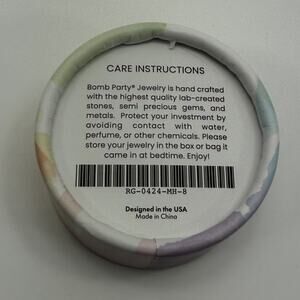 CARE INSTRUCTIONS
Bomb Party® Jewelry is hand crafted
with the highest quality lab-created
stones, semi precious gems, and
metals. Protect your investment by
avoiding contact with water,
perfume, or other chemicals. Please
store your jewelry in the box or bag it
came in at bedtime. Enjoy!
RG-0424-MH-8
Designed in the USA
Made in China